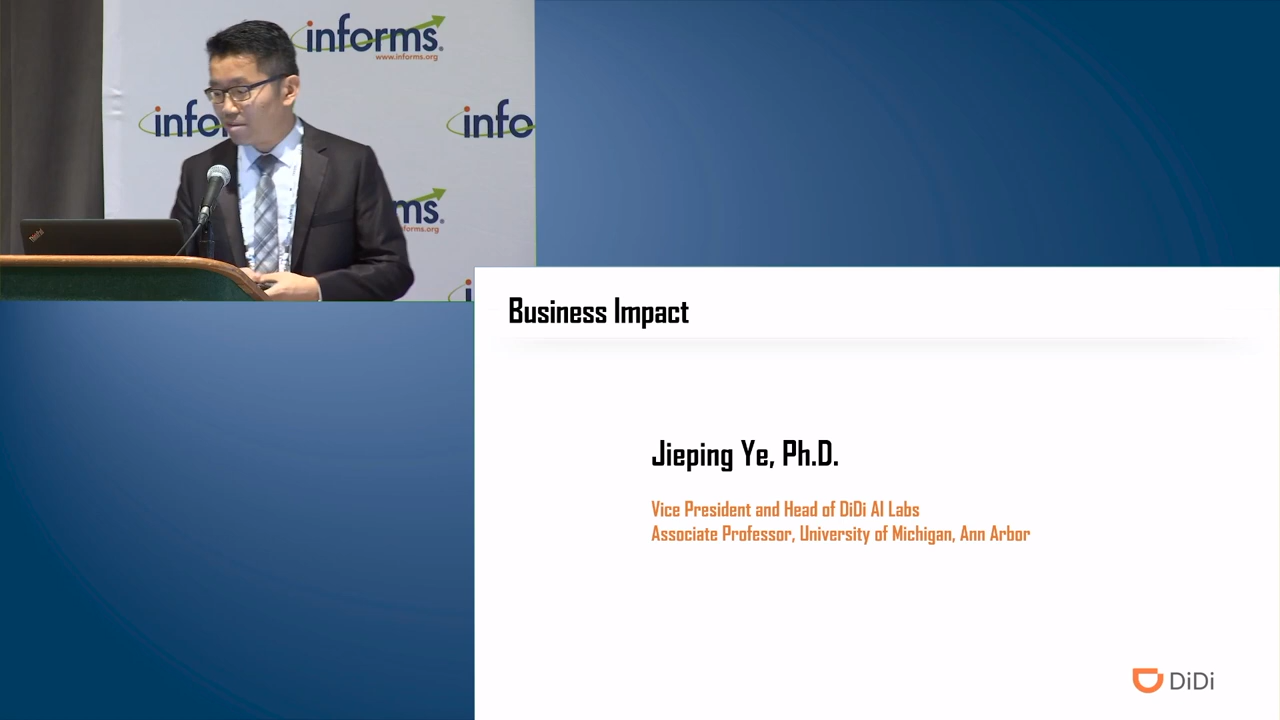 informs.
www.informs.org
info
info
ms.
forms.org
Business Impact
Jieping Ye, Ph.D.
Vice President and Head of DiDi AI Labs
Associate Professor, University of Michigan, Ann Arbor
DiDi